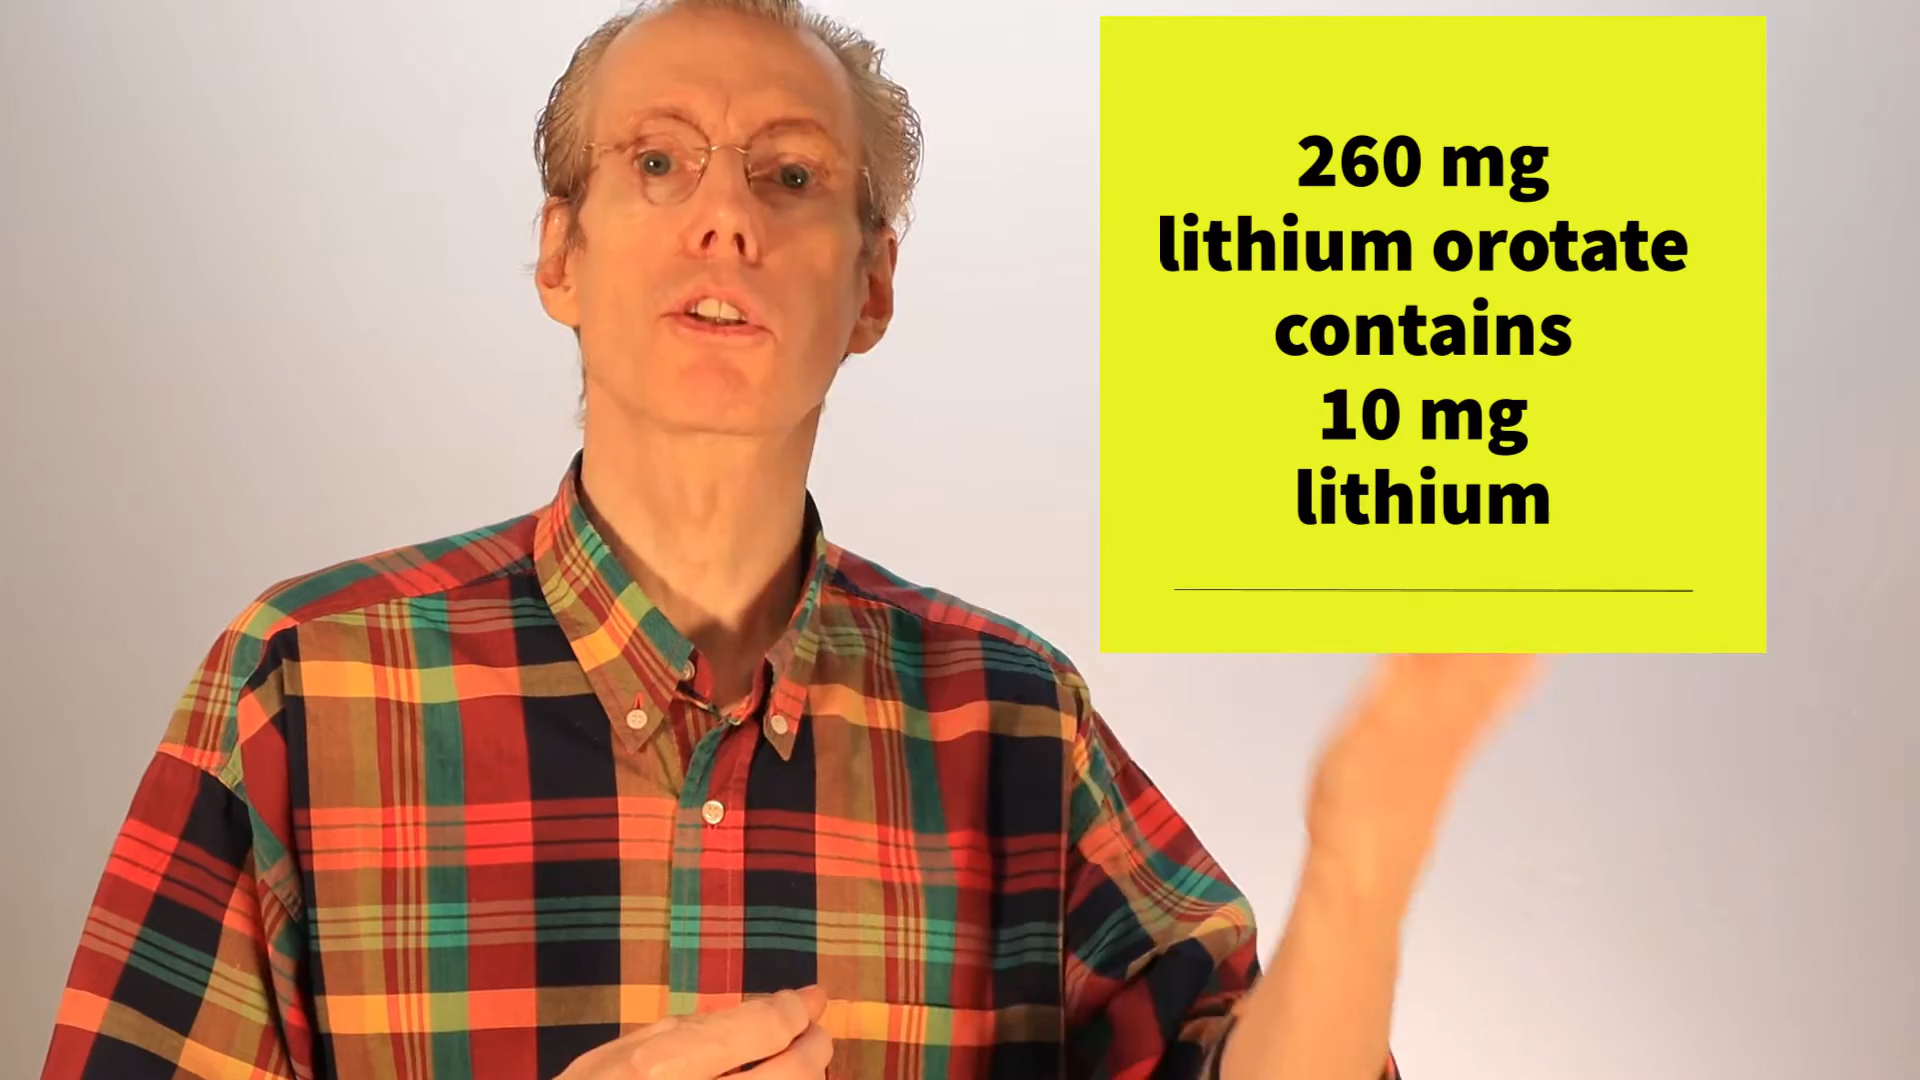 260 mg
lithium orotate
contains
10 mg
lithium